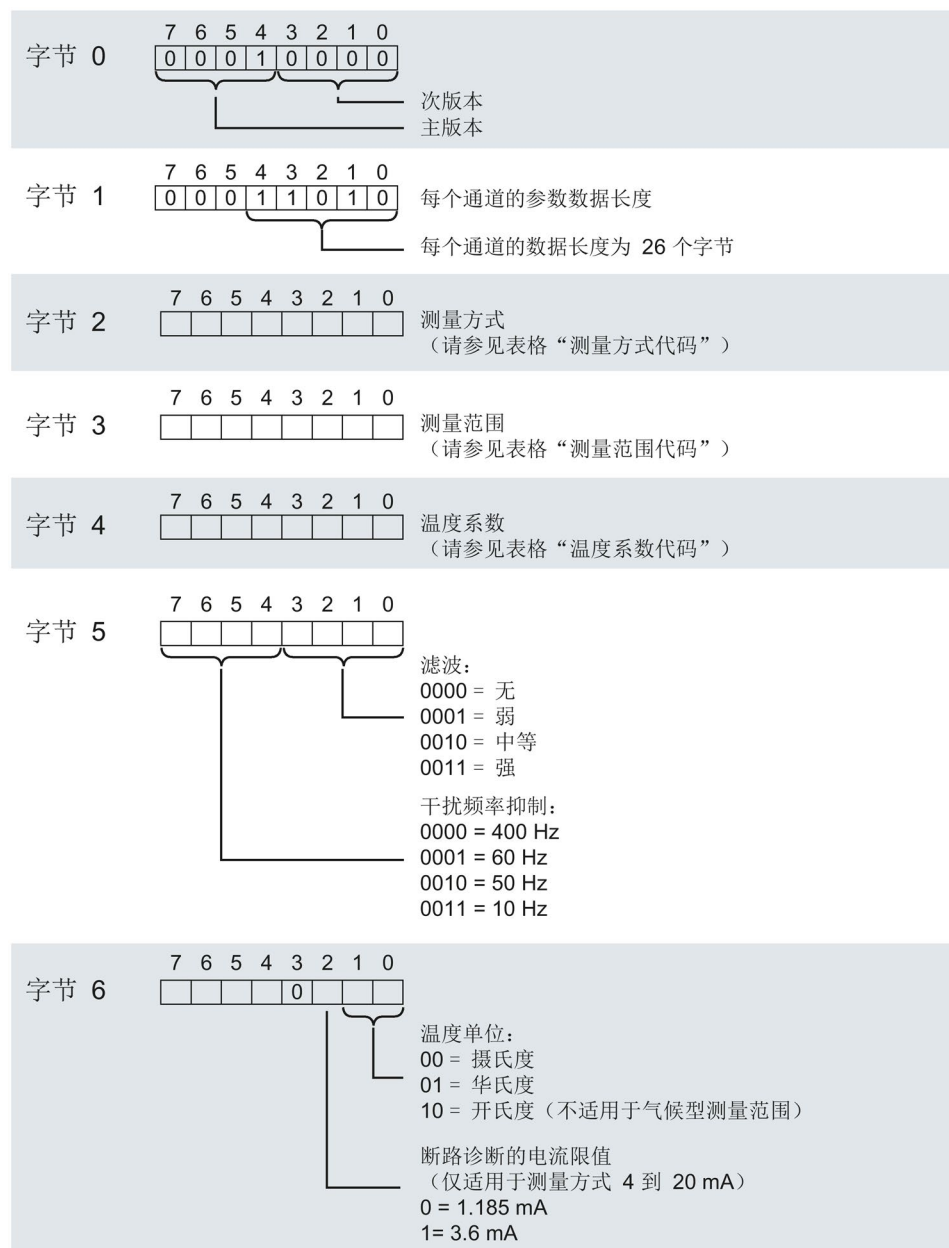 7 6 5 4 3 2 1 0
字节 0
0 0 0 1 0 0 0 0
次版本
主版本
7 6 5 4 3 2 1 0
字节 1
0 0 0 1 1 0 1 0
每个通道的参数数据长度
每个通道的数据长度为 26 个字节
7 6 5 4 3 2 1 0
字节 2
测量方式
（请参见表格“测量方式代码”）
7 6 5 4 3 2 1 0
字节 3
测量范围
（请参见表格“测量范围代码”）
7 6 5 4 3 2 1 0
字节 4
温度系数
（请参见表格“温度系数代码”）
7 6 5 4 3 2 1 0
字节 5
滤波：
0000 = 无
0001 = 弱
0010 = 中等
0011 = 强
干扰频率抑制：
0000 = 400 Hz
0001 = 60 Hz
0010 = 50 Hz
0011 = 10 Hz
7 6 5 4 3 2 1 0
字节 6
0
温度单位：
00 = 摄氏度
01 = 华氏度
10 = 开氏度（不适用于气候型测量范围）
断路诊断的电流限值
（仅适用于测量方式 4 到 20 mA）
0 = 1.185 mA
1= 3.6 mA